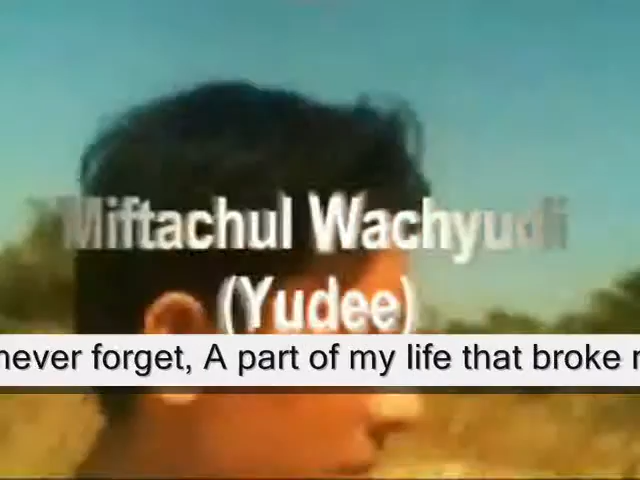 Miftachul Wachyudi
(Yudee)
never forget, A part of my life that broke